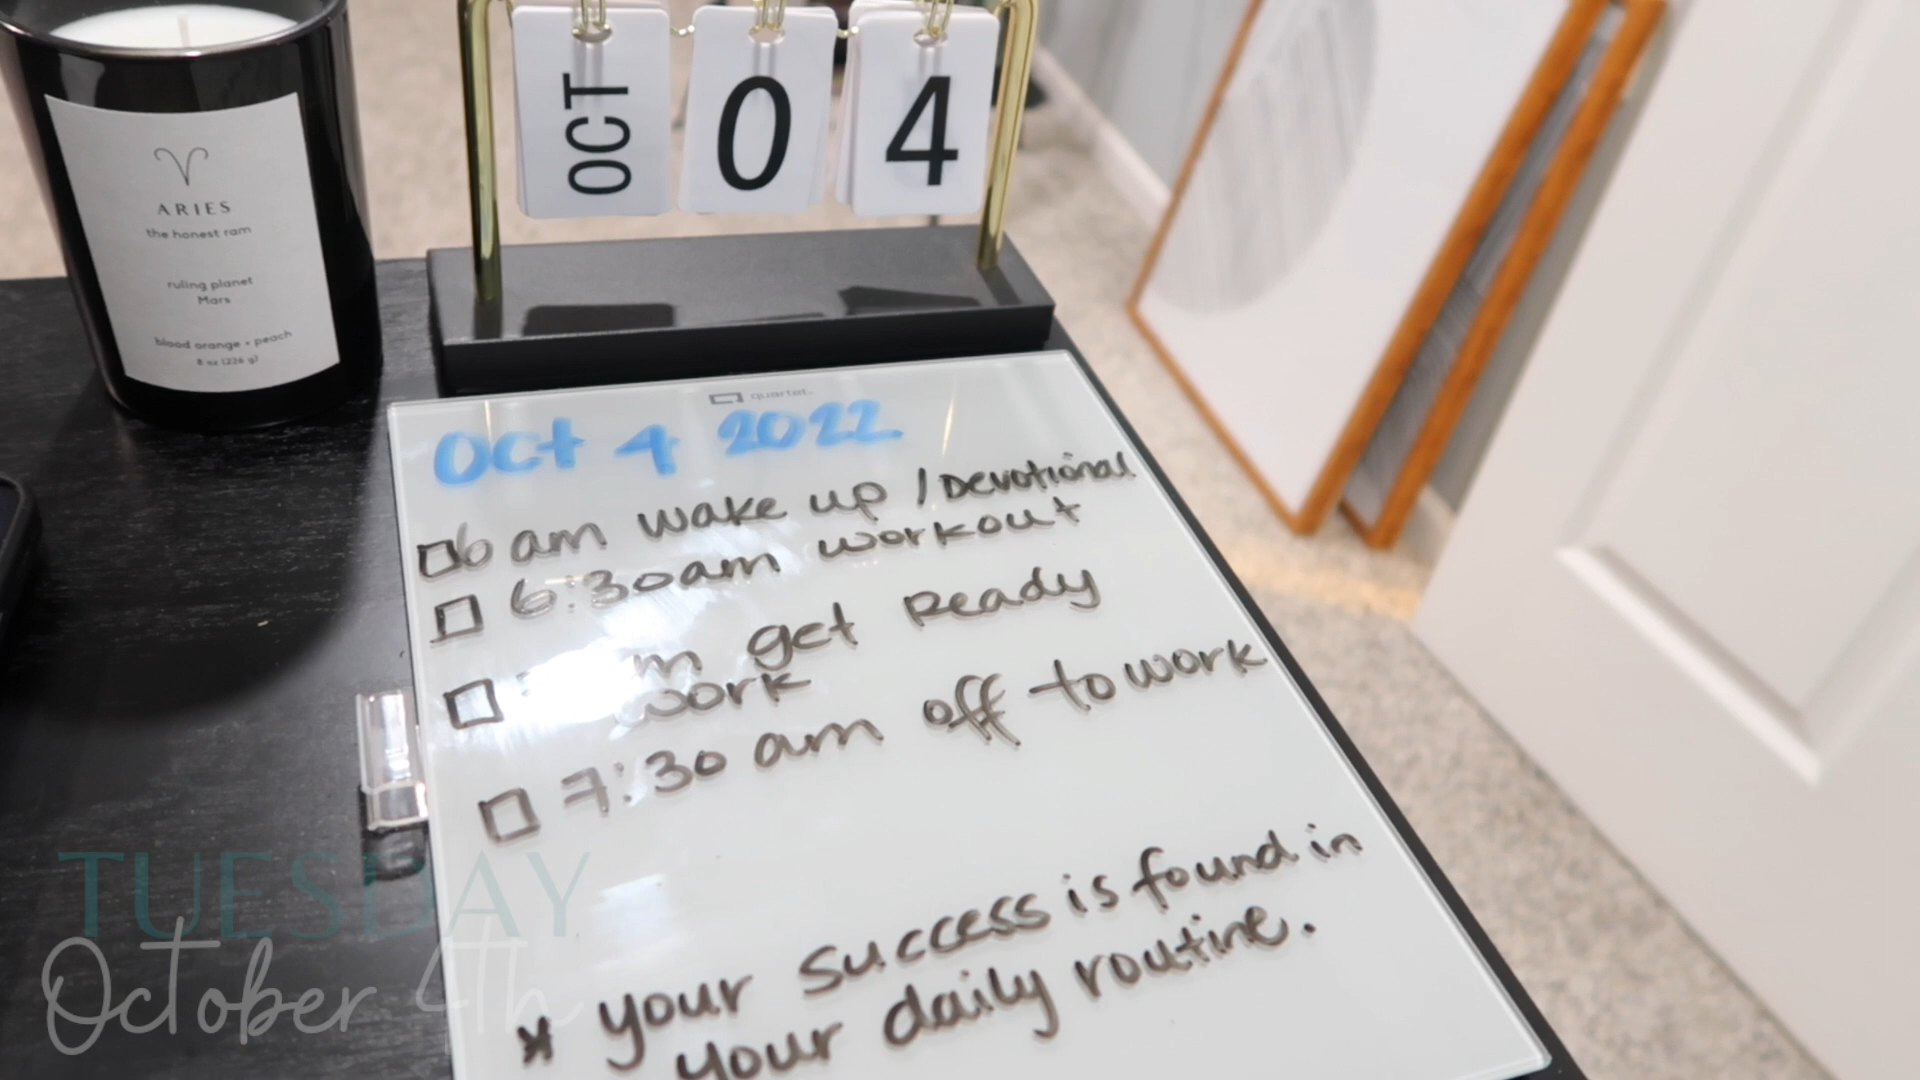 ARIES
the honest ram
ruling planet
Mars
blood orange + peach
8 oz (226 g)
OCT 0 4
quartet
Oct 4 2022
6 am wake up / Devotional
6:30am workout
get Ready
work
7:30 am off to work
* your success is found in
your daily routine.
TUESDAY
October 4th